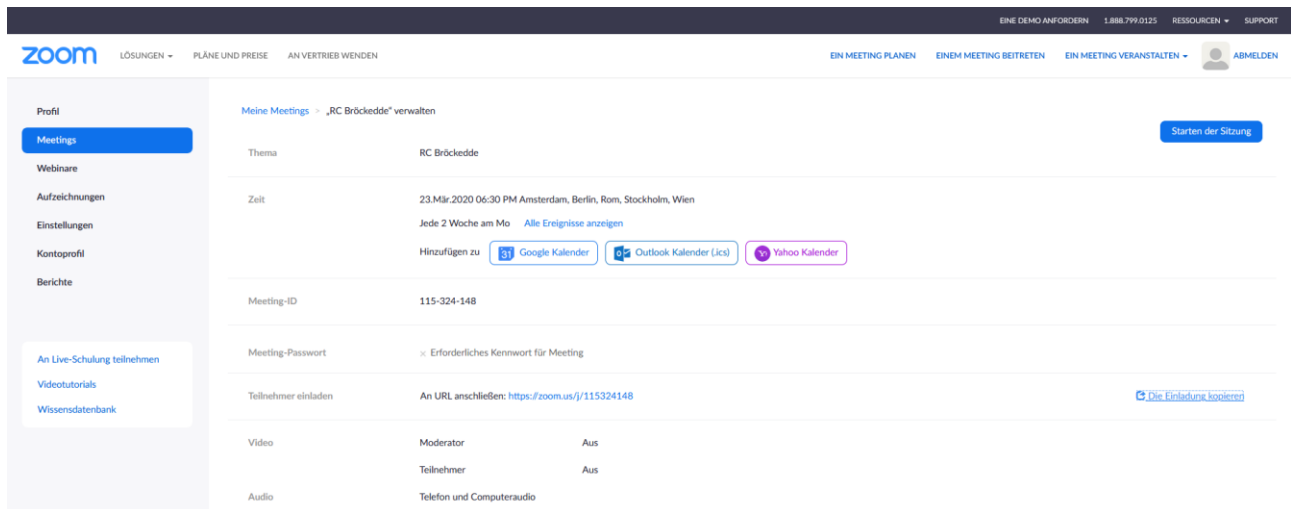 EINE DEMO ANFORDERN 1.888.799.0125 RESSOURCEN SUPPORT
zoom LÖSUNGEN PLÄNE UND PREISE AN VERTRIEB WENDEN EIN MEETING PLANEN EINEM MEETING BEITRETEN EIN MEETING VERANSTALTEN ABMELDEN
Profil
Meetings
Webinare
Aufzeichnungen
Einstellungen
Kontoprofil
Berichte
An Live-Schulung teilnehmen
Videotutorials
Wissensdatenbank
Meine Meetings > „RC Bröckedde“ verwalten
Starten der Sitzung
Thema RC Bröckedde
Zeit 23.Mär.2020 06:30 PM Amsterdam, Berlin, Rom, Stockholm, Wien
Jede 2 Woche am Mo Alle Ereignisse anzeigen
Hinzufügen zu 31 Google Kalender Outlook Kalender (.ics) Yahoo Kalender
Meeting-ID 115-324-148
Meeting-Passwort × Erforderliches Kennwort für Meeting
Teilnehmer einladen An URL anschließen: https://zoom.us/j/115324148 Die Einladung kopieren
Video Moderator Aus
Teilnehmer Aus
Audio Telefon und Computeraudio